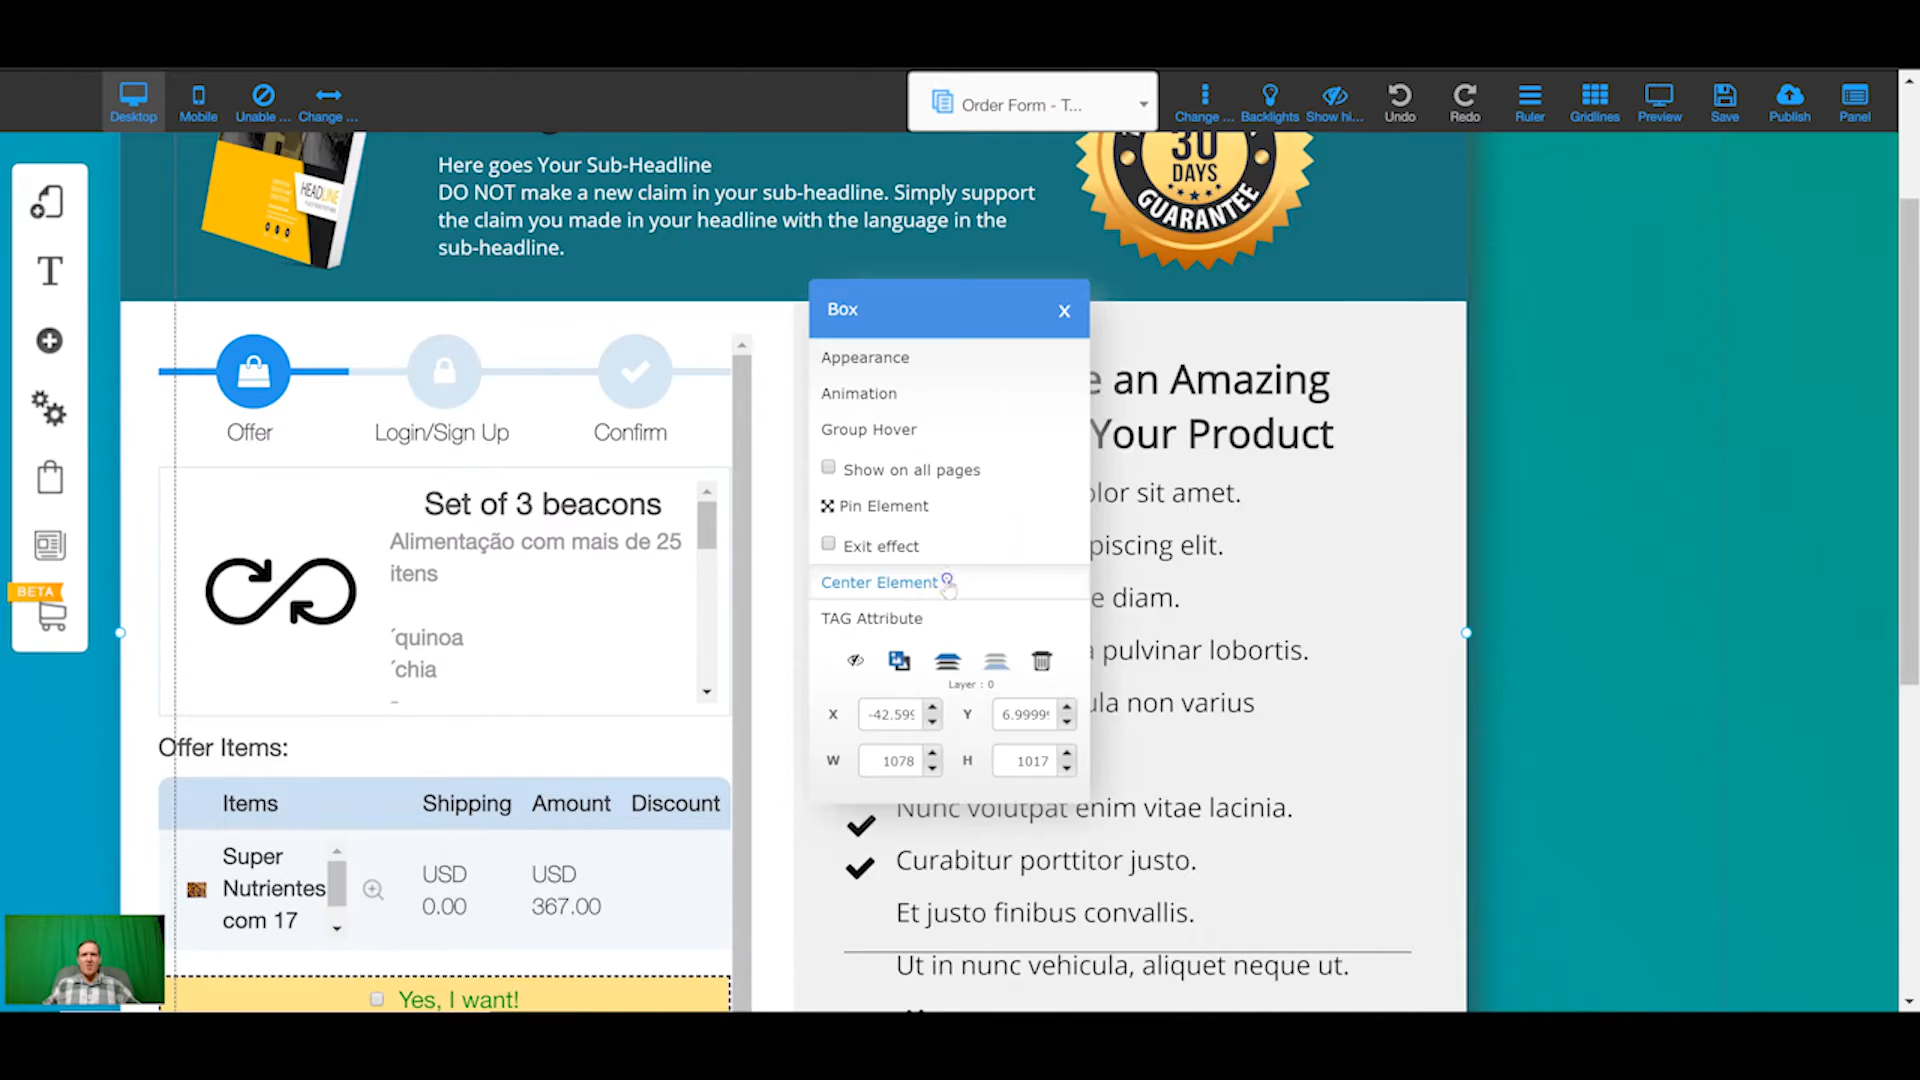 Desktop
Mobile
Unable ...
Change ...
Order Form - T...
Change ...
Backlights
Show hi...
Undo
Redo
Ruler
Gridlines
Preview
Save
Publish
Panel
HEADLINE
Here goes Your Sub-Headline
DO NOT make a new claim in your sub-headline. Simply support
the claim you made in your headline with the language in the
sub-headline.
30
DAYS
GUARANTEE
BETA
Offer
Login/Sign Up
Confirm
Set of 3 beacons
Alimentação com mais de 25
itens
´quinoa
´chia
-
Offer Items:
Items Shipping Amount Discount
Super
Nutrientes
com 17
USD
0.00
USD
367.00
Yes, I want!
Box
X
Appearance
Animation
Group Hover
Show on all pages
Pin Element
Exit effect
Center Element
TAG Attribute
Layer : 0
X -42.599 Y 6.9999
W 1078 H 1017
e an Amazing
Your Product
olor sit amet.
piscing elit.
e diam.
a pulvinar lobortis.
ula non varius
Nunc volutpat enim vitae lacinia.
Curabitur porttitor justo.
Et justo finibus convallis.
Ut in nunc vehicula, aliquet neque ut.